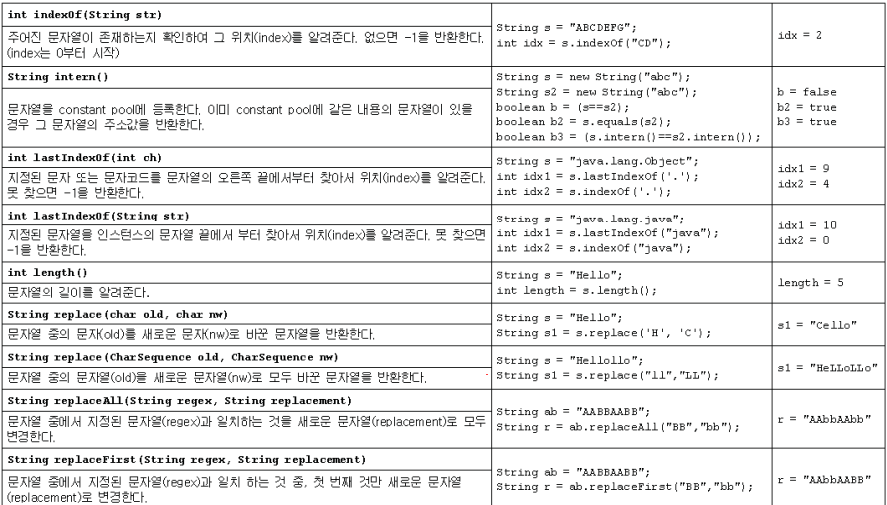 int indexOf(String str)
주어진 문자열이 존재하는지 확인하여 그 위치(index)를 알려준다. 없으면 -1을 반환한다.
(index는 0부터 시작)
String s = "ABCDEFG";
int idx = s.indexOf("CD");
idx = 2
String intern()
문자열을 constant pool에 등록한다. 이미 constant pool에 같은 내용의 문자열이 있을
경우 그 문자열의 주소값을 반환한다.
String s = new String("abc");
String s2 = new String("abc");
boolean b = (s==s2);
boolean b2 = s.equals(s2);
boolean b3 = (s.intern()==s2.intern());
b = false
b2 = true
b3 = true
int lastIndexOf(int ch)
지정된 문자 또는 문자코드를 문자열의 오른쪽 끝에서부터 찾아서 위치(index)를 알려준다.
못 찾으면 -1을 반환한다.
String s = "java.lang.Object";
int idx1 = s.lastIndexOf('.');
int idx2 = s.indexOf('.');
idx1 = 9
idx2 = 4
int lastIndexOf(String str)
지정된 문자열을 인스턴스의 문자열 끝에서 부터 찾아서 위치(index)를 알려준다. 못 찾으면
-1을 반환한다.
String s = "java.lang.java";
int idx1 = s.lastIndexOf("java");
int idx2 = s.indexOf("java");
idx1 = 10
idx2 = 0
int length()
문자열의 길이를 알려준다.
String s = "Hello";
int length = s.length();
length = 5
String replace(char old, char nw)
문자열 중의 문자(old)를 새로운 문자(nw)로 바꾼 문자열을 반환한다.
String s = "Hello";
String s1 = s.replace('H', 'C');
s1 = "Cello"
String replace(CharSequence old, CharSequence nw)
문자열 중의 문자열(old)을 새로운 문자열(nw)로 모두 바꾼 문자열을 반환한다.
String s = "Hellollo";
String s1 = s.replace("ll","LL");
s1 = "HeLLoLLo"
String replaceAll(String regex, String replacement)
문자열 중에서 지정된 문자열(regex)과 일치하는 것을 새로운 문자열(replacement)로 모두
변경한다.
String ab = "AABBAABB";
String r = ab.replaceAll("BB","bb");
r = "AAbbAAbb"
String replaceFirst(String regex, String replacement)
문자열 중에서 지정된 문자열(regex)과 일치 하는 것 중, 첫 번째 것만 새로운 문자열
(replacement)로 변경한다.
String ab = "AABBAABB";
String r = ab.replaceFirst("BB","bb");
r = "AAbbAABB"